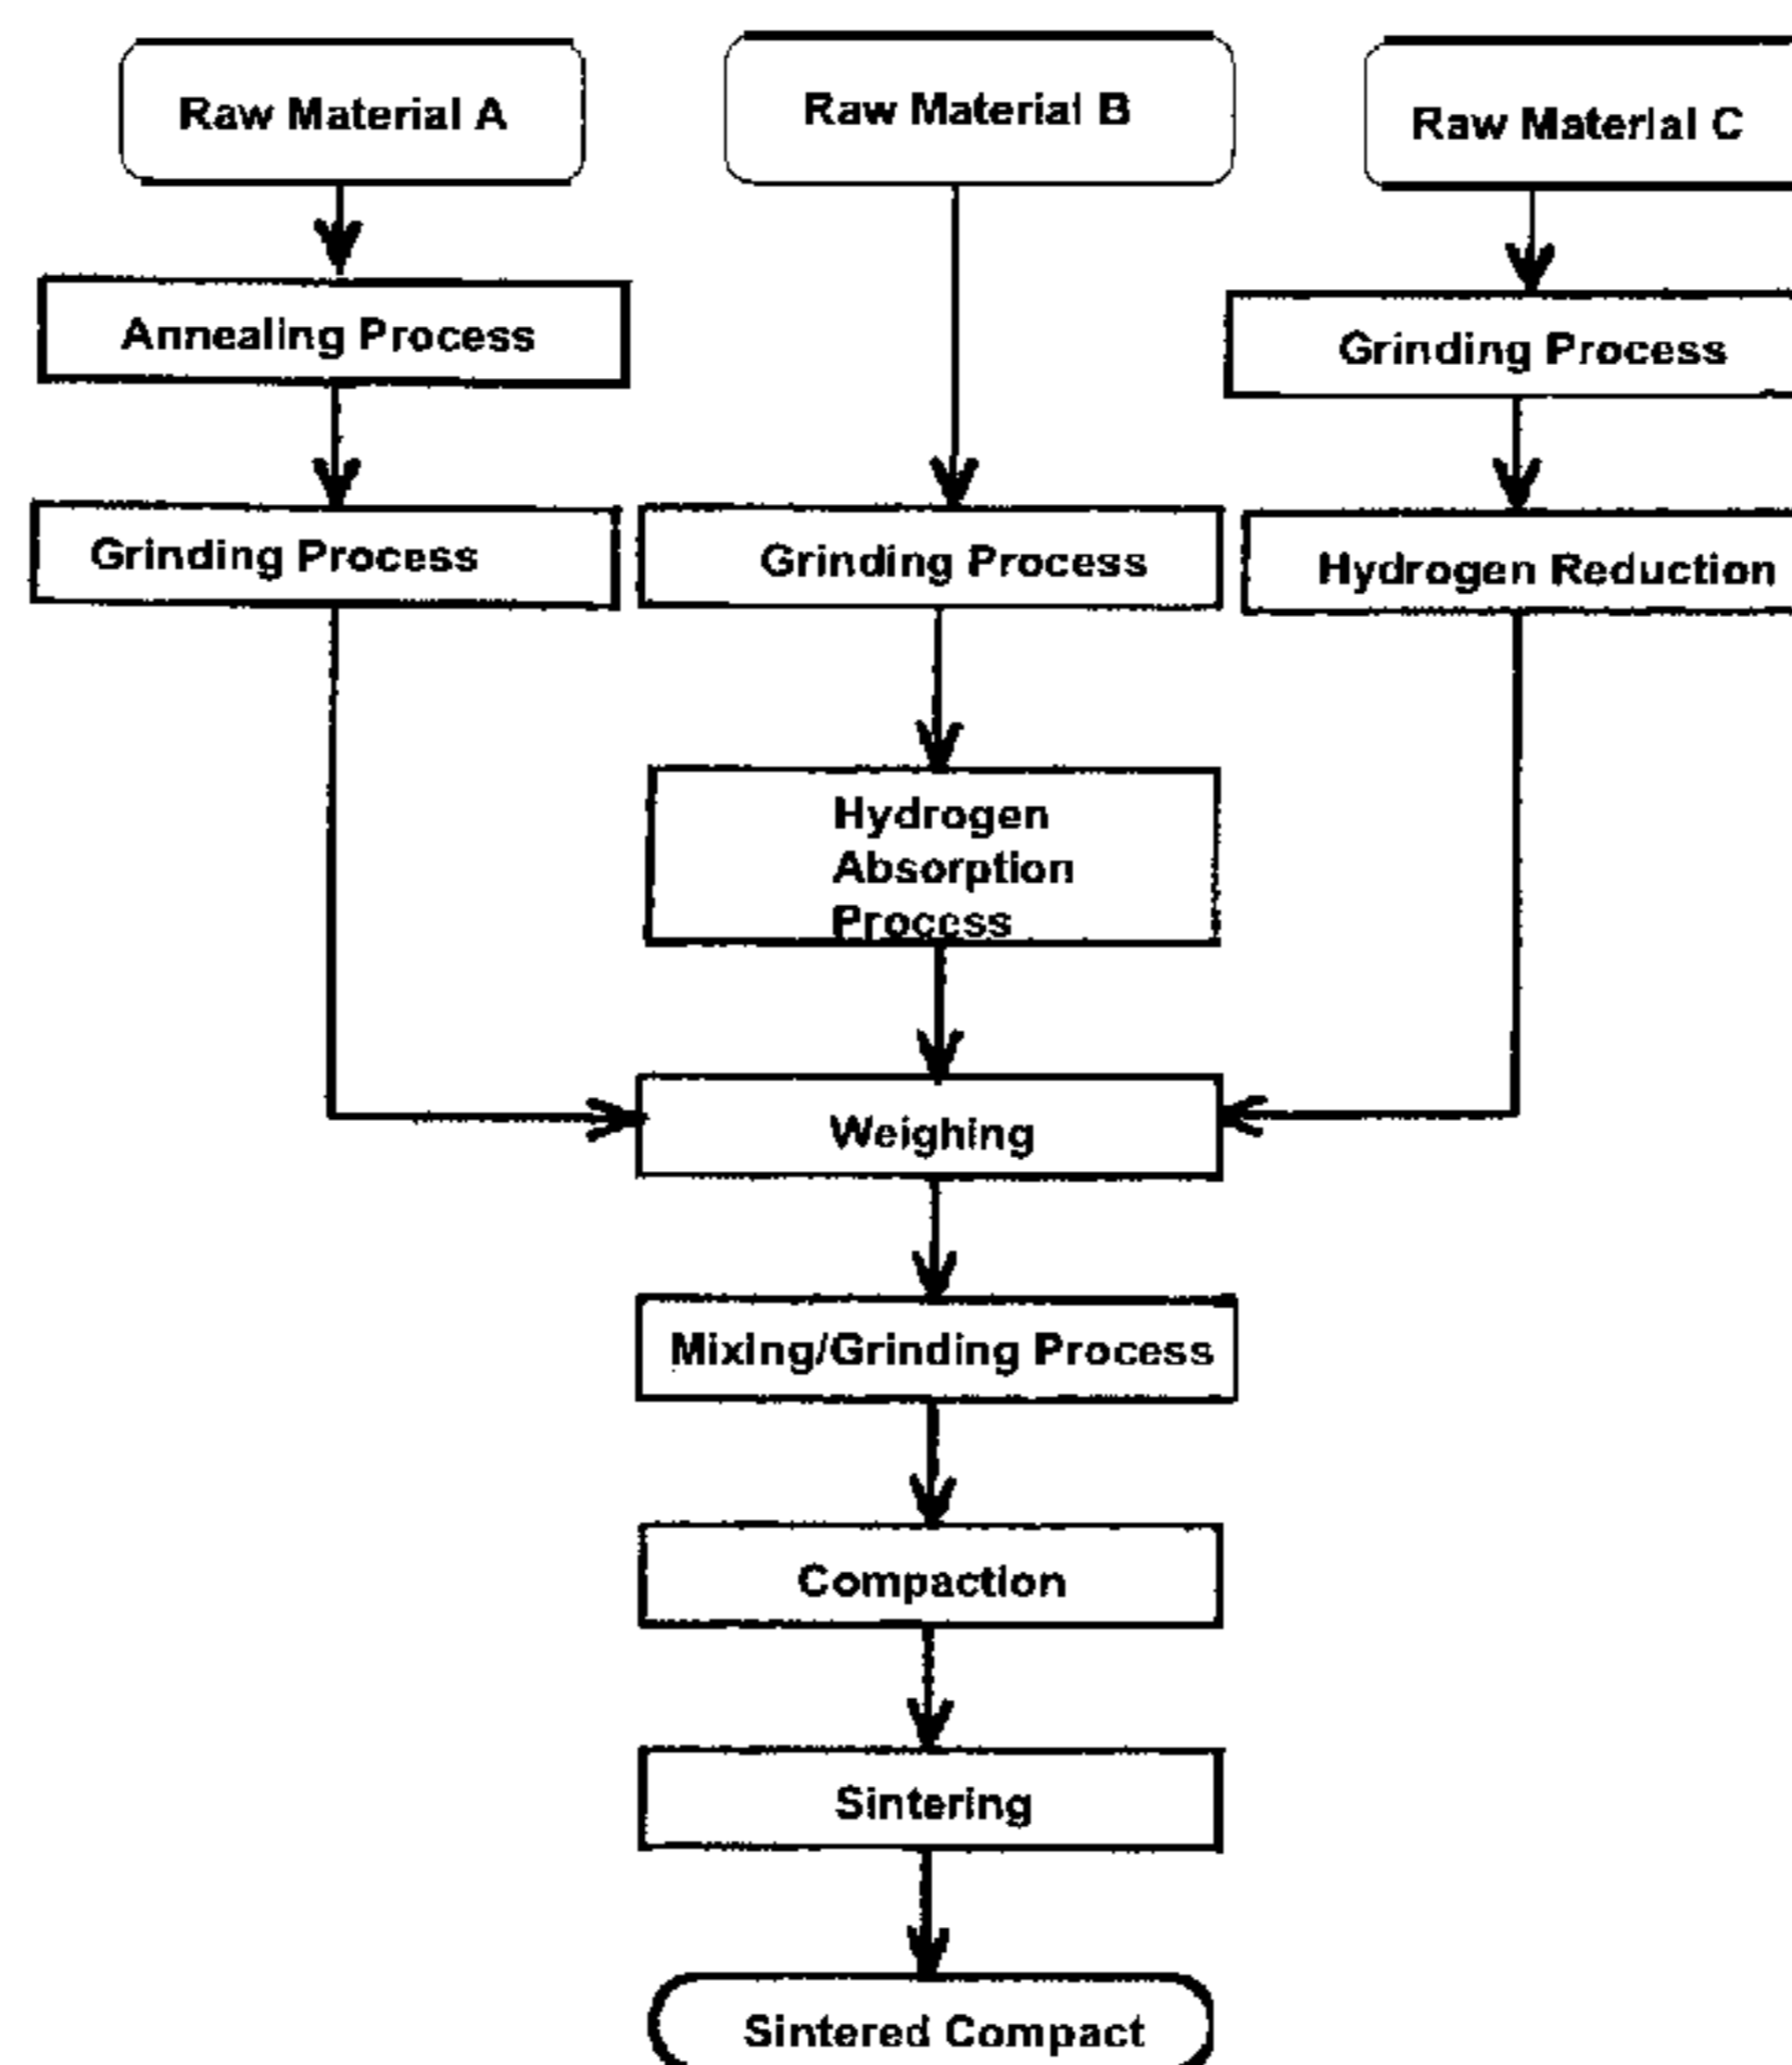 Raw Material A
Raw Material B
Raw Material C
Annealing Process
Grinding Process
Grinding Process
Grinding Process
Hydrogen Reduction
Hydrogen
Absorption
Process
Weighing
Mixing/Grinding Process
Compaction
Sintering
Sintered Compact